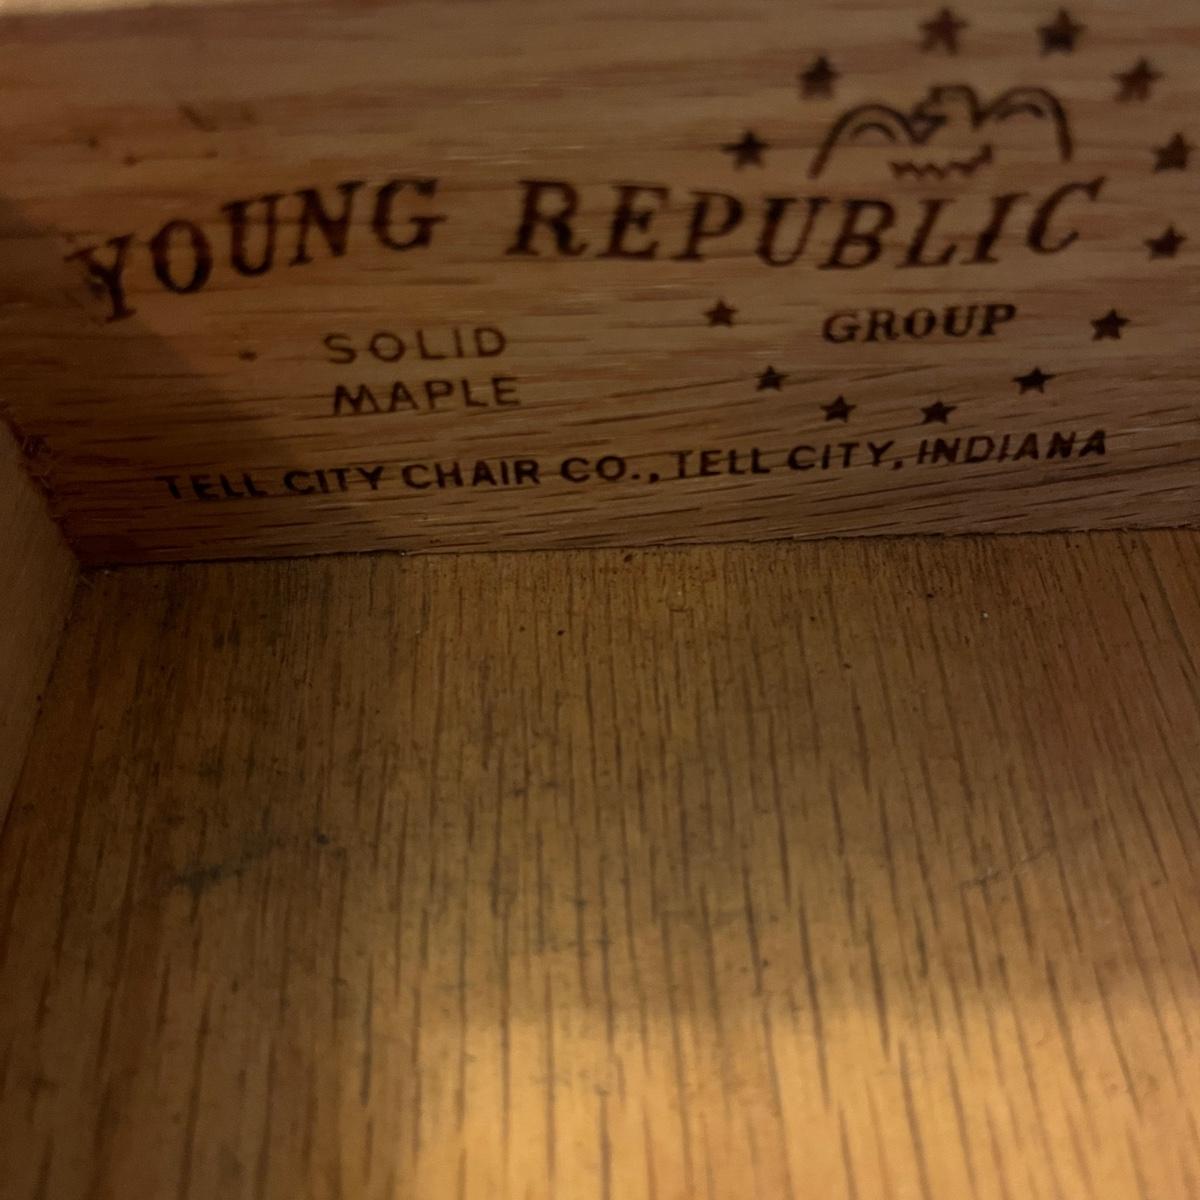 YOUNG REPUBLIC
SOLID
MAPLE
GROUP
TELL CITY CHAIR CO., TELL CITY, INDIANA